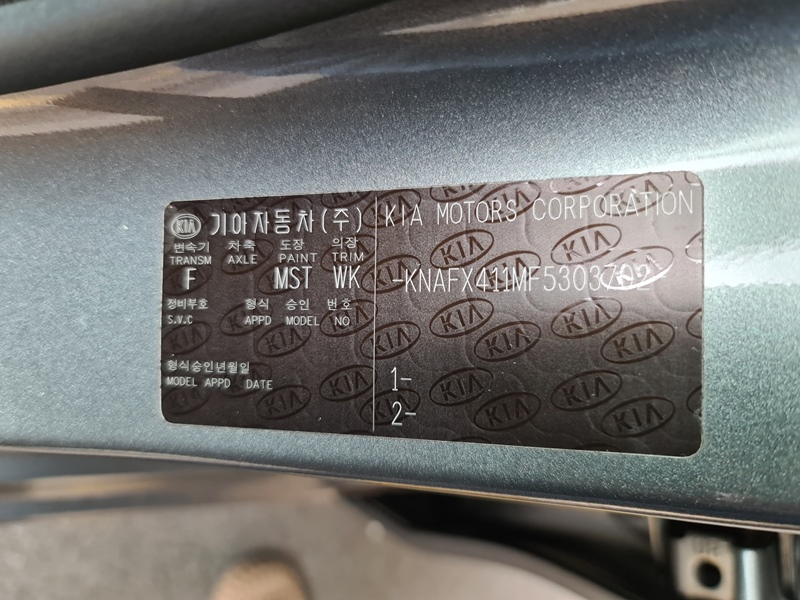 KIA 기아자동차(주) KIA MOTORS CORPORATION
변속기 차축 도장 의장
TRANSM AXLE PAINT TRIM
F MST WK -KNAFX411MF5303702
정비부호 형식 승인 번호
S.V.C APPD MODEL NO
형식승인년월일
MODEL APPD DATE
1-
2-